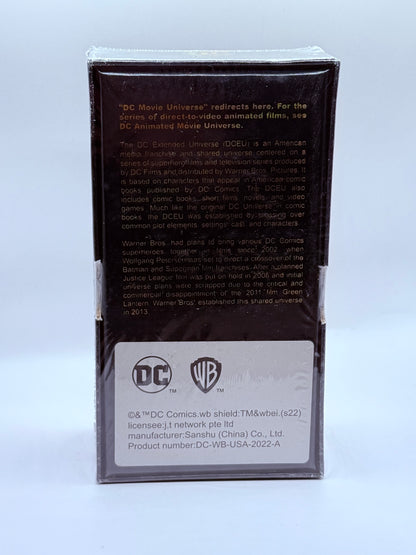 "DC Movie Universe" redirects here. For the
series of direct-to-video animated films, see
DC Animated Movie Universe.
The DC Extended Universe (DCEU) is an American
media franchise and shared universe centered on a
series of superhero films and television series produced
by DC Films and distributed by Warner Bros. Pictures. It
is based on characters that appear in American comic
books published by DC Comics. The DCEU also
includes comic books, short films, novels, and video
games. Much like the original DC Universe in comic
books, the DCEU was established by crossing over
common plot elements, settings, cast, and characters.
Warner Bros. had plans to bring various DC Comics
superheroes together in films since 2002, when
Wolfgang Petersen was set to direct a crossover of the
Batman and Superman film franchises. After a planned
Justice League film was put on hold in 2008 and initial
universe plans were scrapped due to the critical and
commercial disappointment of the 2011 film Green
Lantern, Warner Bros. established this shared universe
in 2013.
DC TM WB TM
©&™DC Comics.wb shield:TM&wbei.(s22)
licensee:j.t network pte ltd
manufacturer:Sanshu (China) Co., Ltd.
Product number:DC-WB-USA-2022-A